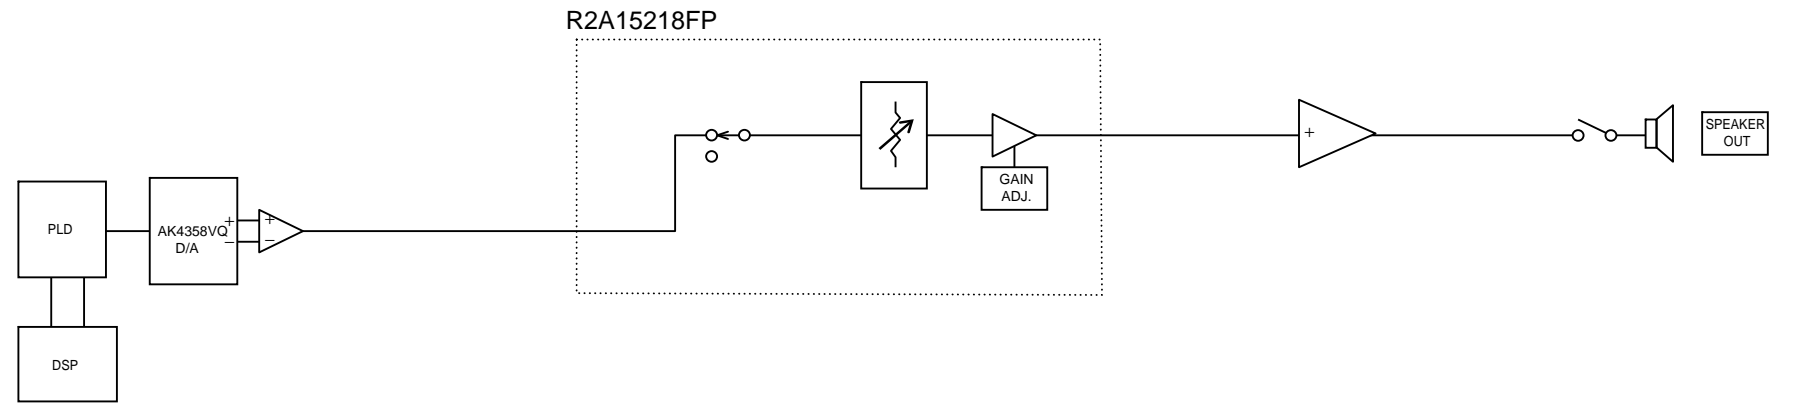 R2A15218FP
SPEAKER
OUT
+
GAIN
ADJ.
PLD
AK4358VQ
D/A
+
−
+
−
DSP